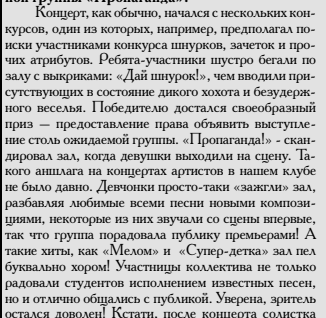 ной группы «Пропаганда».
Концерт, как обычно, начался с нескольких кон-
курсов, один из которых, например, предполагал по-
иски участниками конкурса шнурков, зачеток и про-
чих атрибутов. Ребята-участники шустро бегали по
залу с выкриками: «Дай шнурок!», чем вводили при-
сутствующих в состояние дикого хохота и безудерж-
ного веселья. Победителю достался своеобразный
приз — предоставление права объявить выступле-
ние столь ожидаемой группы. «Пропаганда!» - скан-
дировал зал, когда девушки выходили на сцену. Та-
кого аншлага на концертах артистов в нашем клубе
не было давно. Девчонки просто-таки «зажгли» зал,
разбавляя любимые всеми песни новыми компози-
циями, некоторые из них звучали со сцены впервые,
так что группа порадовала публику премьерами! А
такие хиты, как «Мелом» и «Супер-детка» зал пел
буквально хором! Участницы коллектива не только
радовали студентов исполнением известных песен,
но и отлично общались с публикой. Уверена, зритель
остался доволен! Кстати, после концерта солистка